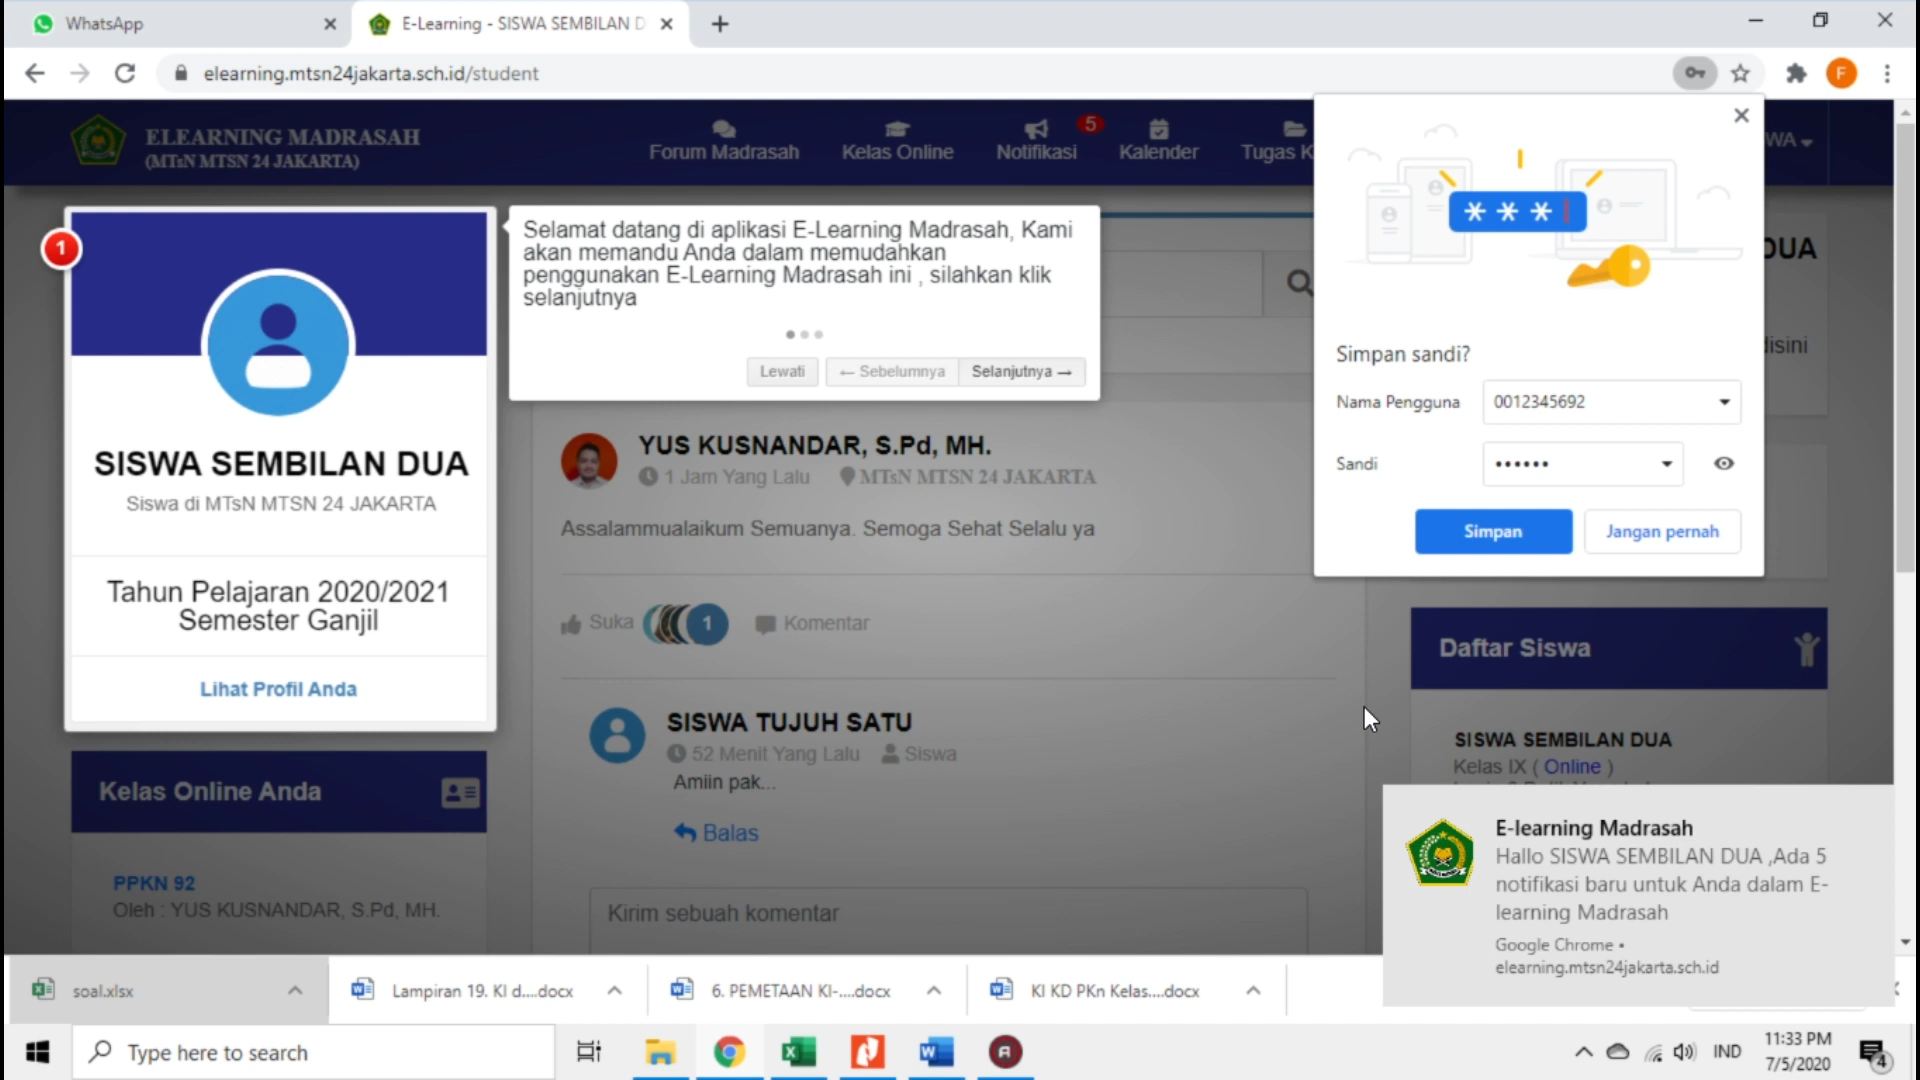 WhatsApp
E-Learning - SISWA SEMBILAN D
elearning.mtsn24jakarta.sch.id/student
F
ELEARNING MADRASAH
(MTsN MTSN 24 JAKARTA)
Forum Madrasah
Kelas Online
5
Notifikasi
Kalender
Tugas K
WA
1
SISWA SEMBILAN DUA
Siswa di MTsN MTSN 24 JAKARTA
Tahun Pelajaran 2020/2021
Semester Ganjil
Lihat Profil Anda
Kelas Online Anda
PPKN 92
Oleh : YUS KUSNANDAR, S.Pd, MH.
Selamat datang di aplikasi E-Learning Madrasah, Kami
akan memandu Anda dalam memudahkan
penggunakan E-Learning Madrasah ini , silahkan klik
selanjutnya
Lewati
← Sebelumnya
Selanjutnya →
YUS KUSNANDAR, S.Pd, MH.
1 Jam Yang Lalu MTsN MTSN 24 JAKARTA
Assalammualaikum Semuanya. Semoga Sehat Selalu ya
Suka
1
Komentar
SISWA TUJUH SATU
52 Menit Yang Lalu Siswa
Amiin pak...
Balas
Kirim sebuah komentar
* * *
Simpan sandi?
Nama Pengguna 0012345692
Sandi ••••••
Simpan
Jangan pernah
DUA
disini
Daftar Siswa
SISWA SEMBILAN DUA
Kelas IX ( Online )
E-learning Madrasah
Hallo SISWA SEMBILAN DUA ,Ada 5
notifikasi baru untuk Anda dalam E-
learning Madrasah
Google Chrome •
elearning.mtsn24jakarta.sch.id
soal.xlsx
Lampiran 19. KI d....docx
6. PEMETAAN KI-....docx
KI KD PKn Kelas....docx
Type here to search
IND
11:33 PM
7/5/2020
4